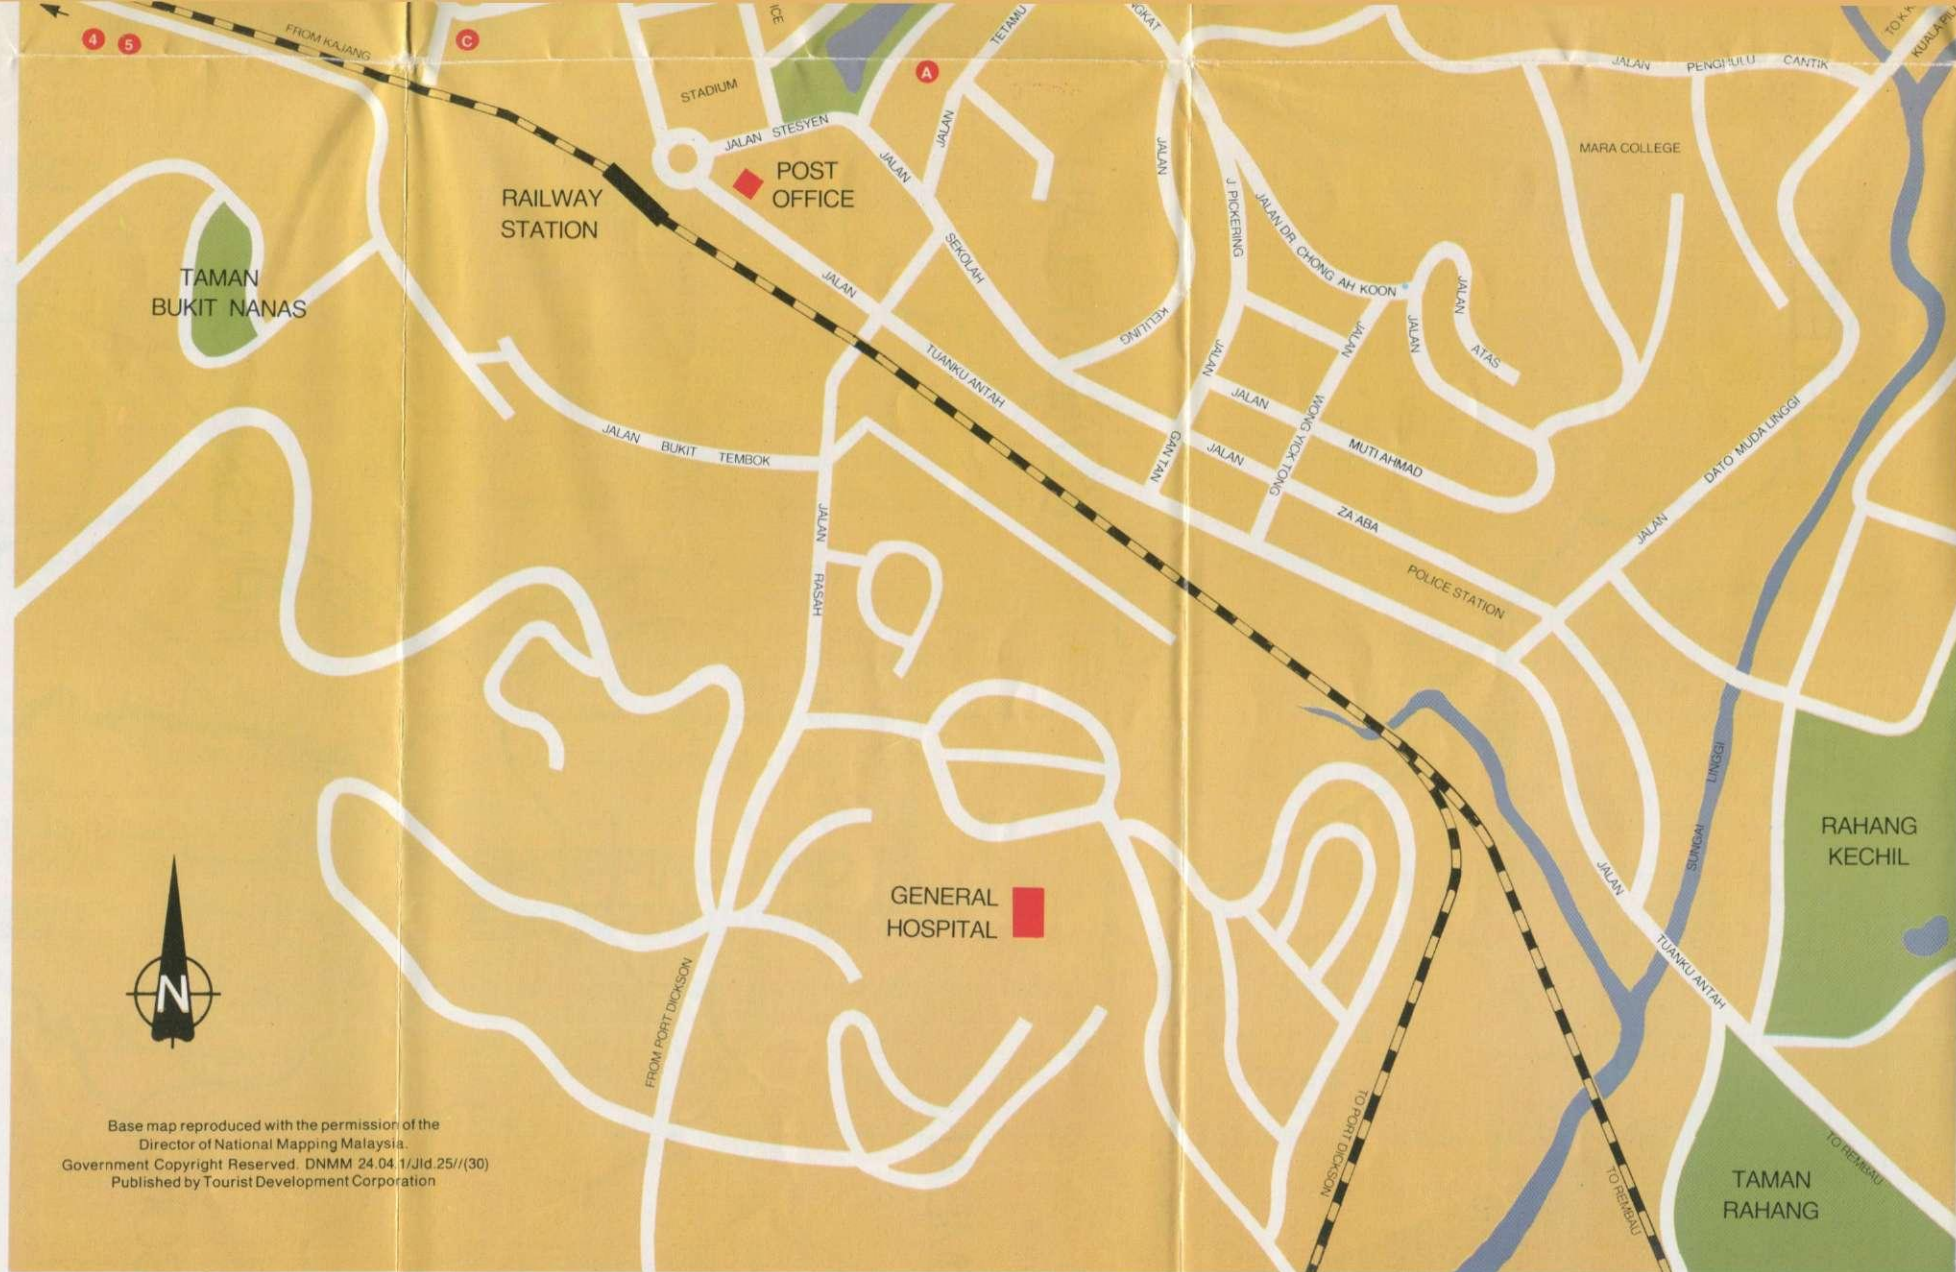 4
5
FROM KAJANG
C
STADIUM
A
TETAMU
JALAN
JALAN PENGHULU CANTIK
JALAN STESYEN
POST
OFFICE
RAILWAY
STATION
JALAN
SEKOLAH
JALAN
KELILING
J. PICKERING
JALAN DR CHONG AH KOON
MARA COLLEGE
TAMAN
BUKIT NANAS
JALAN
TUANKU ANTAH
JALAN
GAN TAN
JALAN
WONG YICK TONG
JALAN
JALAN
ATAS
JALAN
MUTI AHMAD
JALAN
ZA'ABA
JALAN
DATO' MUDA LINGGI
JALAN BUKIT TEMBOK
JALAN
RASAH
POLICE STATION
SUNGAI
LINGGI
RAHANG
KECHIL
JALAN
TUANKU ANTAH
GENERAL
HOSPITAL
FROM PORT DICKSON
N
TO PORT DICKSON
TO REMBAU
TO REMBAU
TAMAN
RAHANG
Base map reproduced with the permission of the
Director of National Mapping Malaysia.
Government Copyright Reserved. DNMM 24.04.1/Jld.25//(30)
Published by Tourist Development Corporation